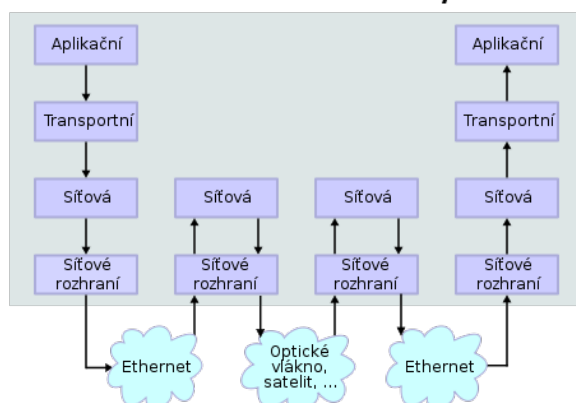 Aplikační
Aplikační
Transportní
Transportní
Síťová
Síťová
Síťová
Síťová
Síťové
rozhraní
Síťové
rozhraní
Síťové
rozhraní
Síťové
rozhraní
Ethernet
Optické
vlákno,
satelit, ...
Ethernet